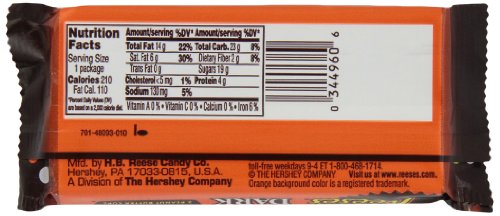 Nutrition
Facts
Serving Size
1 package
Calories 210
Fat Cal. 110
*Percent Daily Values (DV)
are based on a 2,000 calorie diet.
Amount/serving %DV* Amount/serving %DV*
Total Fat 14g 22% Total Carb. 23g 8%
Sat. Fat 6g 30% Dietary Fiber 2g 8%
Trans Fat 0g Sugars 19g
Cholesterol <5mg 1% Protein 4g
Sodium 130mg 5%
Vitamin A 0% • Vitamin C 0% • Calcium 0% • Iron 6%
0 344960 6
701-48093-010
Mfd. by H.B. Reese Candy Co.
Hershey, PA 17033-0815, U.S.A.
A Division of The Hershey Company
toll-free weekdays 9-4 ET 1-800-468-1714.
© THE HERSHEY COMPANY Visit us at www.reeses.com.
Orange background color is a registered trademark.
Reese's
DARK